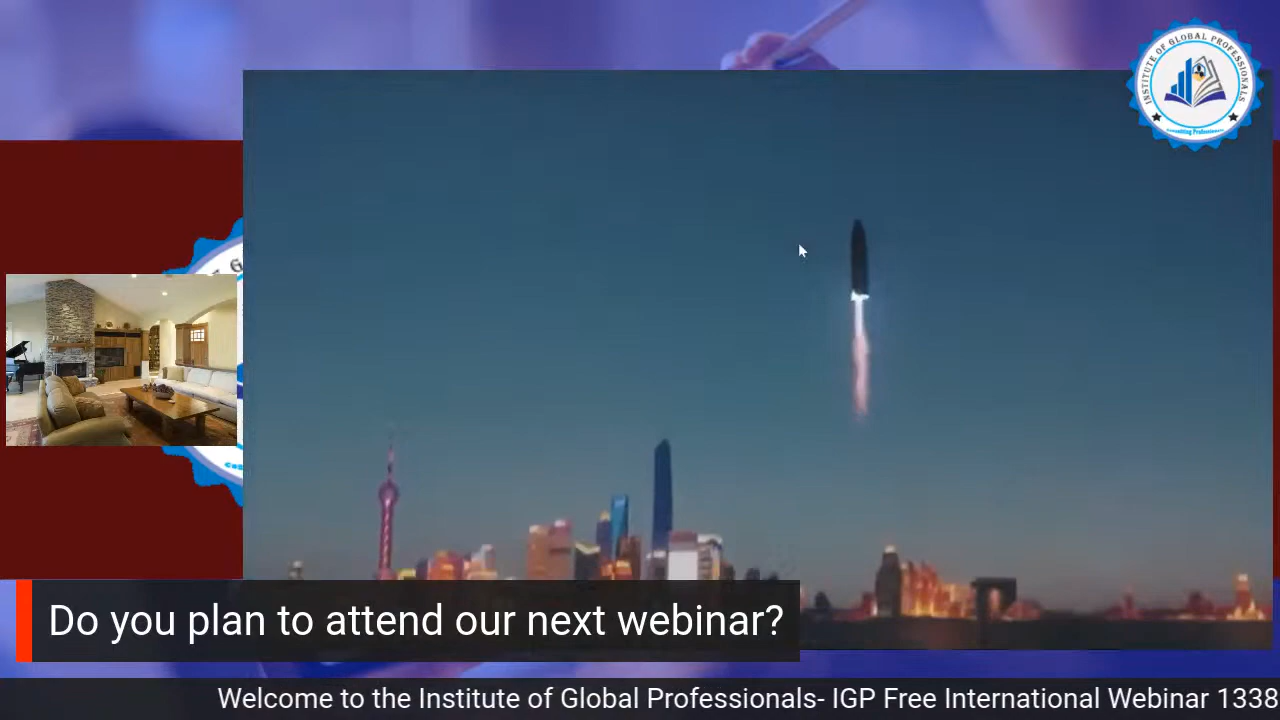 INSTITUTE OF GLOBAL PROFESSIONALS
Do you plan to attend our next webinar?
Welcome to the Institute of Global Professionals- IGP Free International Webinar 1338